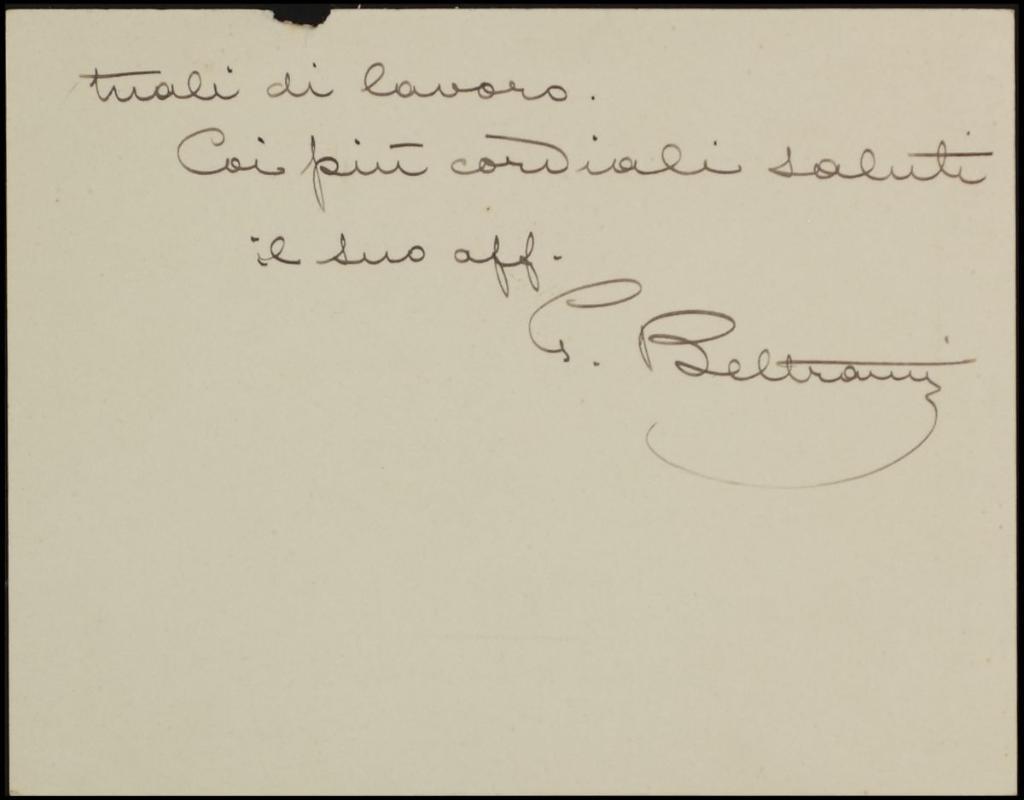 tuali di lavoro.
Coi più cordiali saluti
il suo aff.
G. Beltrami